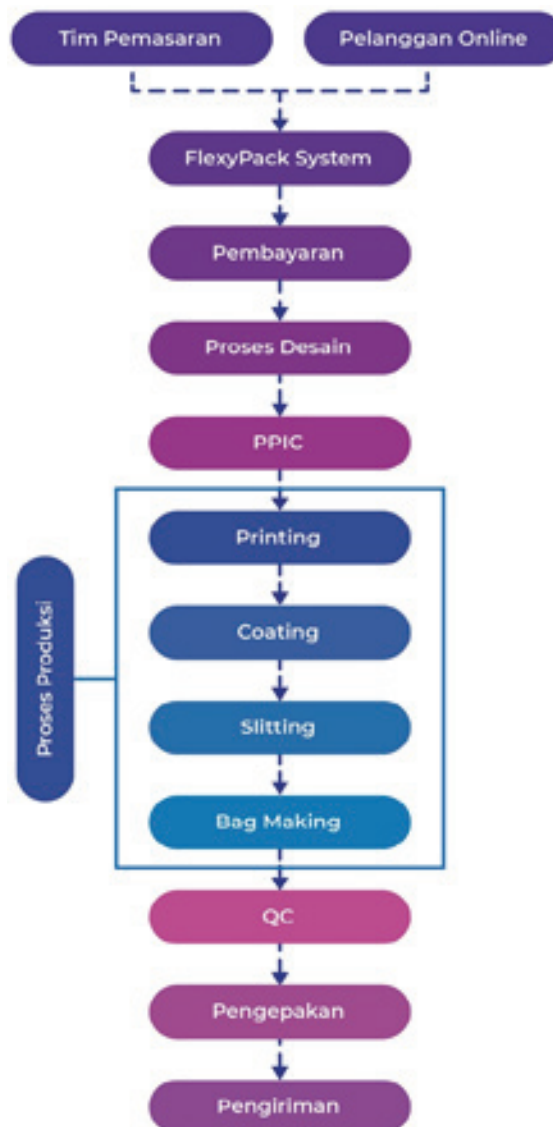 Tim Pemasaran
Pelanggan Online
FlexyPack System
Pembayaran
Proses Desain
PPIC
Proses Produksi
Printing
Coating
Slitting
Bag Making
QC
Pengepakan
Pengiriman